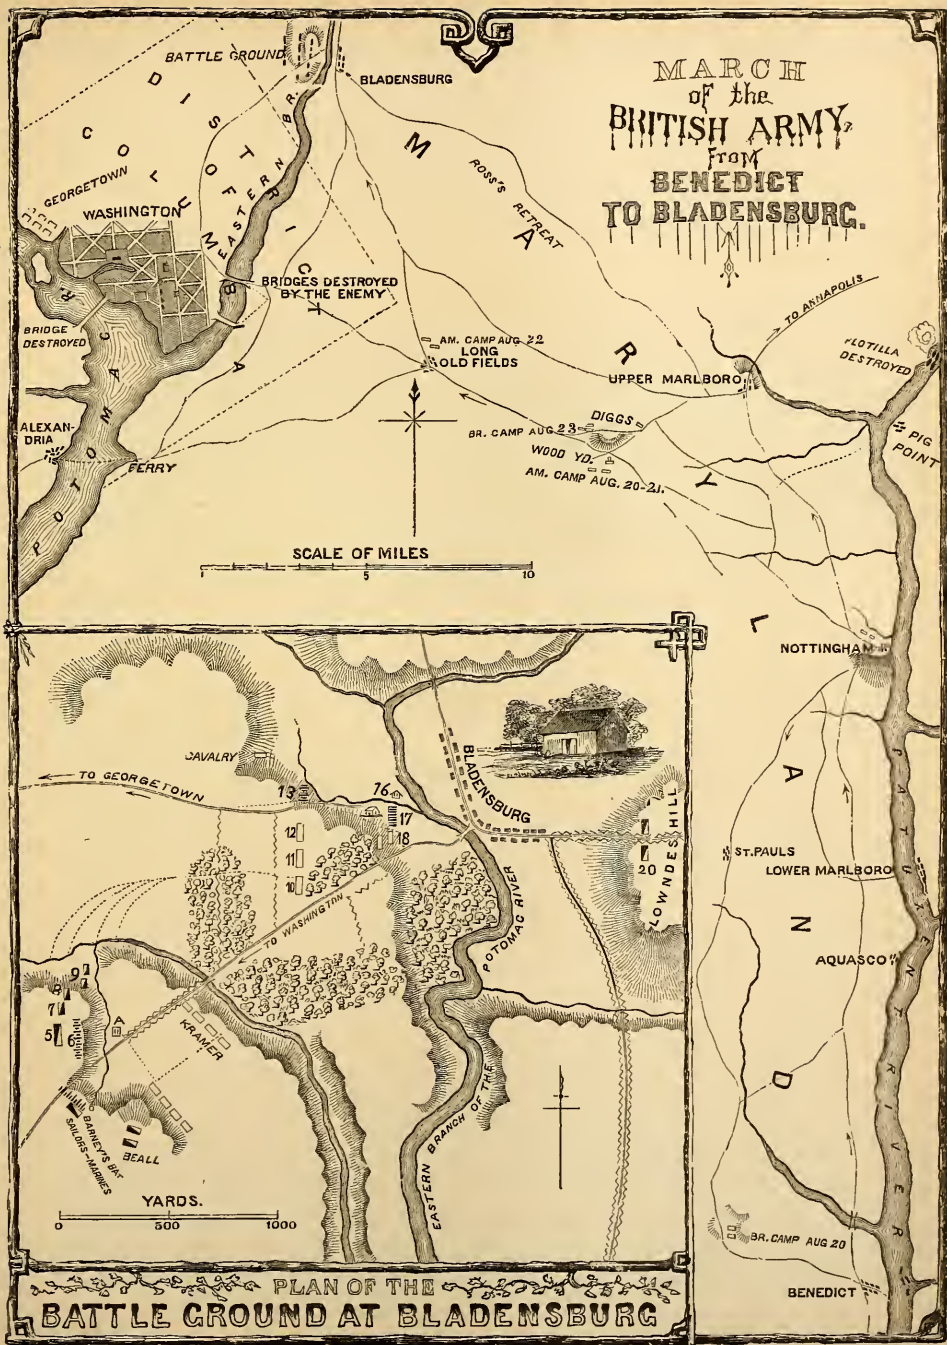 MARCH
of the
BRITISH ARMY,
from
BENEDICT
TO BLADENSBURG.
BATTLE GROUND
BLADENSBURG
DISTRICT
OF
COLUMBIA
GEORGETOWN
WASHINGTON
EASTERN BR.
MARYLAND
ROSS'S RETREAT
BRIDGES DESTROYED
BY THE ENEMY
BRIDGE
DESTROYED
AM. CAMP AUG. 22
LONG
OLD FIELDS
TO ANNAPOLIS
FLOTILLA
DESTROYED
UPPER MARLBORO
DIGGS
BR. CAMP AUG 23
WOOD YD.
AM. CAMP AUG. 20-21.
PIG
POINT
ALEXAN-
DRIA
FERRY
POTOMAC R.
SCALE OF MILES
1 5 10
NOTTINGHAM
ST. PAULS
LOWER MARLBORO
AQUASCO
PATUXENT RIVER
BR. CAMP AUG 20
BENEDICT
CAVALRY
TO GEORGETOWN
13
16
17
18
12
11
10
BLADENSBURG
LOWNDES HILL
20
TO WASHINGTON
EASTERN BRANCH OF THE POTOMAC RIVER
9
8
7
5
6
A
KRAMER
BARNEY'S BAT
SAILORS-MARINES
BEALL
YARDS.
0 500 1000
PLAN OF THE
BATTLE GROUND AT BLADENSBURG